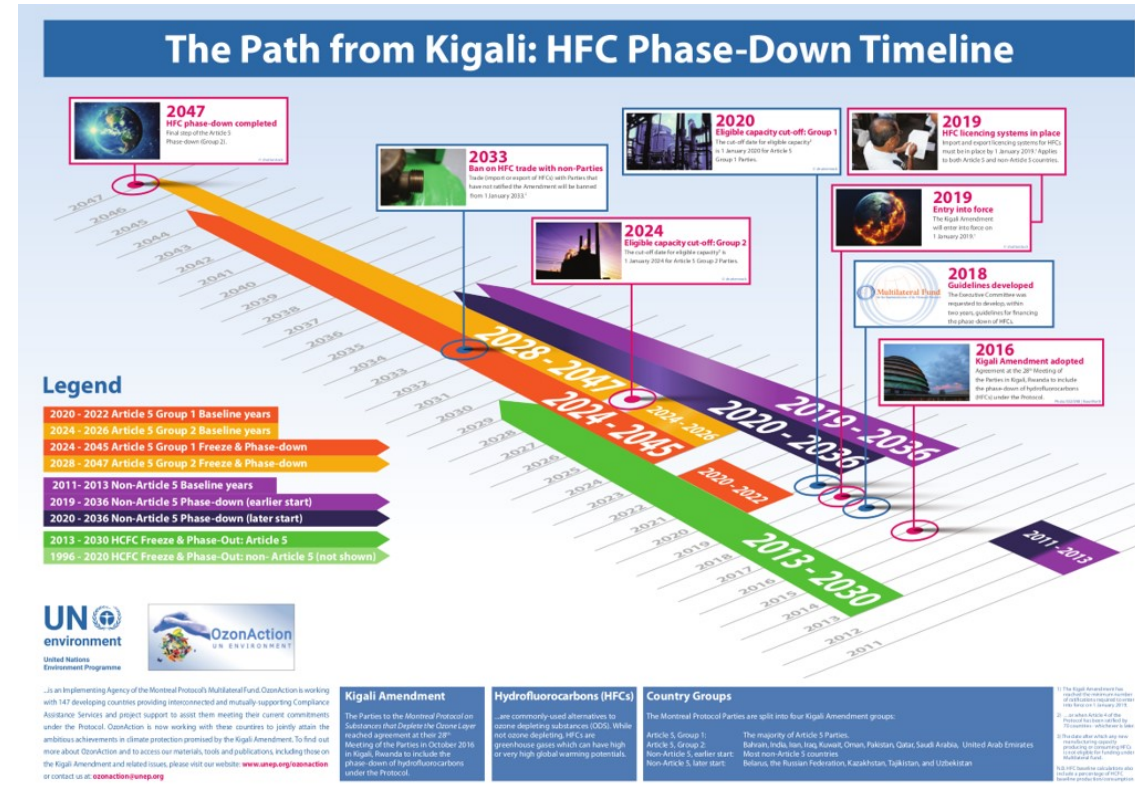 The Path from Kigali: HFC Phase-Down Timeline
2047
HFC phase-down completed
Final step of the Article 5
Phase-down (Group 2).
2033
Ban on HFC trade with non-Parties
Trade (import or export of HFCs) with Parties that
have not ratified the Amendment will be banned
from 1 January 2033.²
2020
Eligible capacity cut-off: Group 1
The cut-off date for eligible capacity³
is 1 January 2020 for Article 5
Group 1 Parties.
2019
HFC licencing systems in place
Import and export licencing systems for HFCs
must be in place by 1 January 2019.¹ Applies
to both Article 5 and non-Article 5 countries.
2024
Eligible capacity cut-off: Group 2
The cut-off date for eligible capacity³ is
1 January 2024 for Article 5 Group 2 Parties.
2019
Entry into force
The Kigali Amendment
will enter into force on
1 January 2019.¹
2018
Guidelines developed
The Executive Committee was
requested to develop, within
two years, guidelines for financing
the phase-down of HFCs.
Multilateral Fund
2016
Kigali Amendment adopted
Agreement at the 28th Meeting of
the Parties in Kigali, Rwanda to include
the phase-down of hydrofluorocarbons
(HFCs) under the Protocol.
2047
2046
2045
2044
2043
2042
2041
2040
2039
2038
2037
2036
2035
2034
2033
2032
2031
2030
2029
2028
2027
2026
2025
2024
2023
2022
2021
2020
2019
2018
2017
2016
2015
2014
2013
2012
2011
2028 - 2047
2024 - 2026
2024 - 2045
2020 - 2022
2019 - 2036
2020 - 2036
2011 - 2013
2013 - 2030
Legend
2020 - 2022 Article 5 Group 1 Baseline years
2024 - 2026 Article 5 Group 2 Baseline years
2024 - 2045 Article 5 Group 1 Freeze & Phase-down
2028 - 2047 Article 5 Group 2 Freeze & Phase-down
2011- 2013 Non-Article 5 Baseline years
2019 - 2036 Non-Article 5 Phase-down (earlier start)
2020 - 2036 Non-Article 5 Phase-down (later start)
2013 - 2030 HCFC Freeze & Phase-Out: Article 5
1996 - 2020 HCFC Freeze & Phase-Out: non- Article 5 (not shown)
UN
environment
United Nations
Environment Programme
OzonAction
UN ENVIRONMENT
...is an Implementing Agency of the Montreal Protocol's Multilateral Fund. OzonAction is working
with 147 developing countries providing interconnected and mutually-supporting Compliance
Assistance Services and project support to assist them meeting their current commitments
under the Protocol. OzonAction is now working with these countries to jointly attain the
ambitious achievements in climate protection promised by the Kigali Amendment. To find out
more about OzonAction and to access our materials, tools and publications, including those on
the Kigali Amendment and related issues, please visit our website: www.unep.org/ozonaction
or contact us at: ozonaction@unep.org
Kigali Amendment
The Parties to the Montreal Protocol on
Substances that Deplete the Ozone Layer
reached agreement at their 28th
Meeting of the Parties in October 2016
in Kigali, Rwanda to include the
phase-down of hydrofluorocarbons
under the Protocol.
Hydrofluorocarbons (HFCs)
...are commonly-used alternatives to
ozone depleting substances (ODS). While
not ozone depleting, HFCs are
greenhouse gases which can have high
or very high global warming potentials.
Country Groups
The Montreal Protocol Parties are split into four Kigali Amendment groups:
Article 5, Group 1: The majority of Article 5 Parties.
Article 5, Group 2: Bahrain, India, Iran, Iraq, Kuwait, Oman, Pakistan, Qatar, Saudi Arabia, United Arab Emirates
Non-Article 5, earlier start: Most non-Article 5 countries
Non-Article 5, later start: Belarus, the Russian Federation, Kazakhstan, Tajikistan, and Uzbekistan
1) The Kigali Amendment has
reached the minimum number
of ratifications required to enter
into force on 1 January 2019.